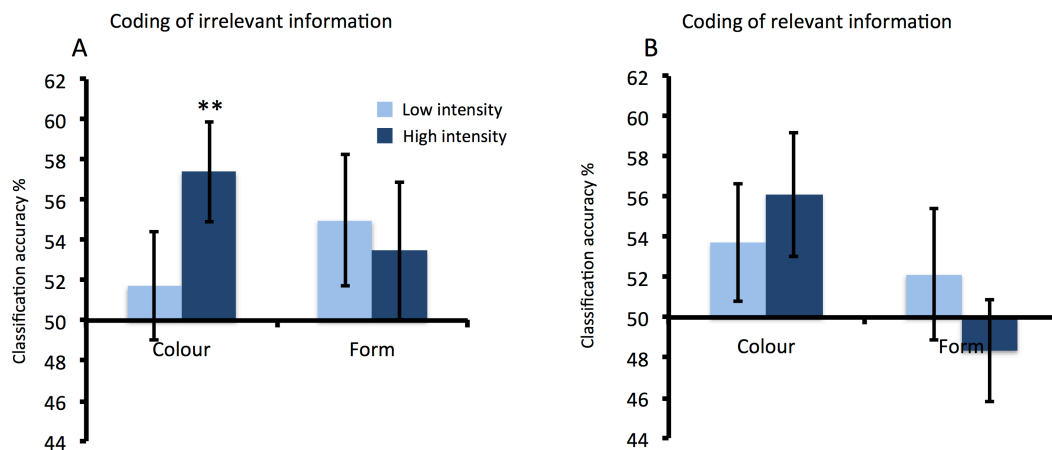 Coding of irrelevant information
A
Classification accuracy %
62
60
58
56
54
52
50
48
46
44
**
Low intensity
High intensity
Colour
Form
Coding of relevant information
B
Classification accuracy %
62
60
58
56
54
52
50
48
46
44
Colour
Form